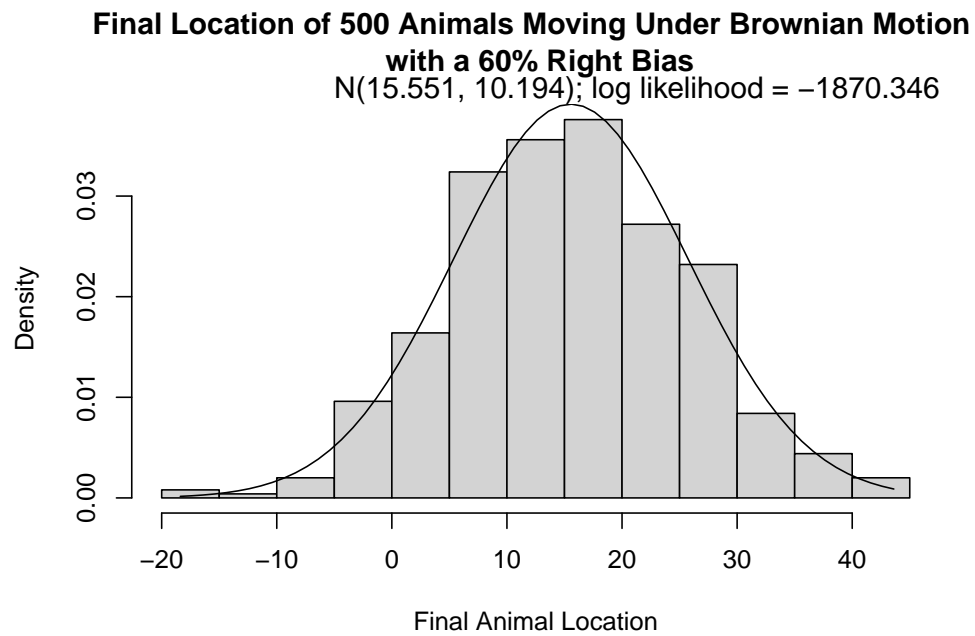 Final Location of 500 Animals Moving Under Brownian Motion
with a 60% Right Bias
N(15.551, 10.194); log likelihood = −1870.346
Density
0.03
0.02
0.01
0.00
−20 −10 0 10 20 30 40
Final Animal Location